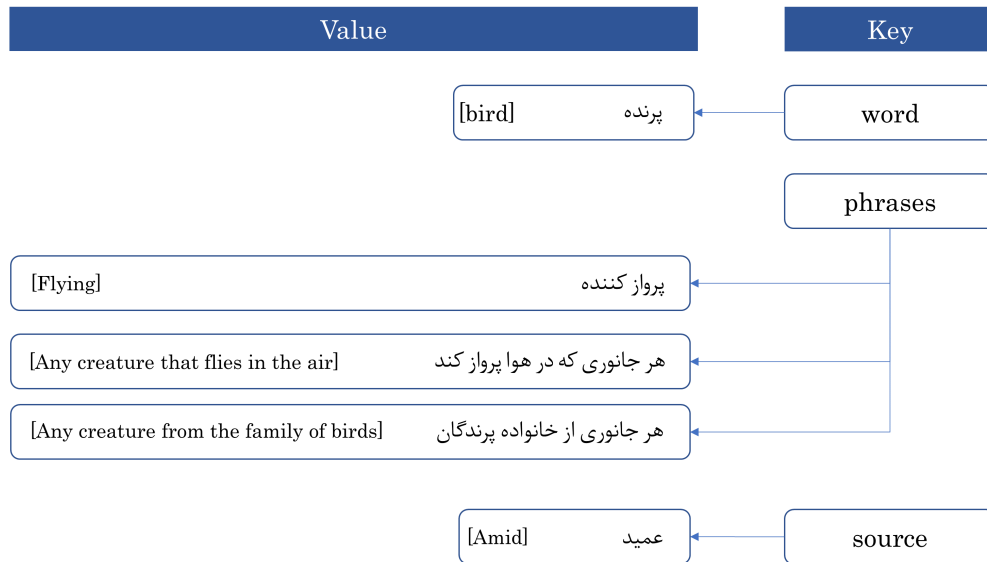 Value Key
[bird] پرنده word
phrases
[Flying] پرواز کننده
[Any creature that flies in the air] هر جانوری که در هوا پرواز کند
[Any creature from the family of birds] هر جانوری از خانواده پرندگان
[Amid] عمید source